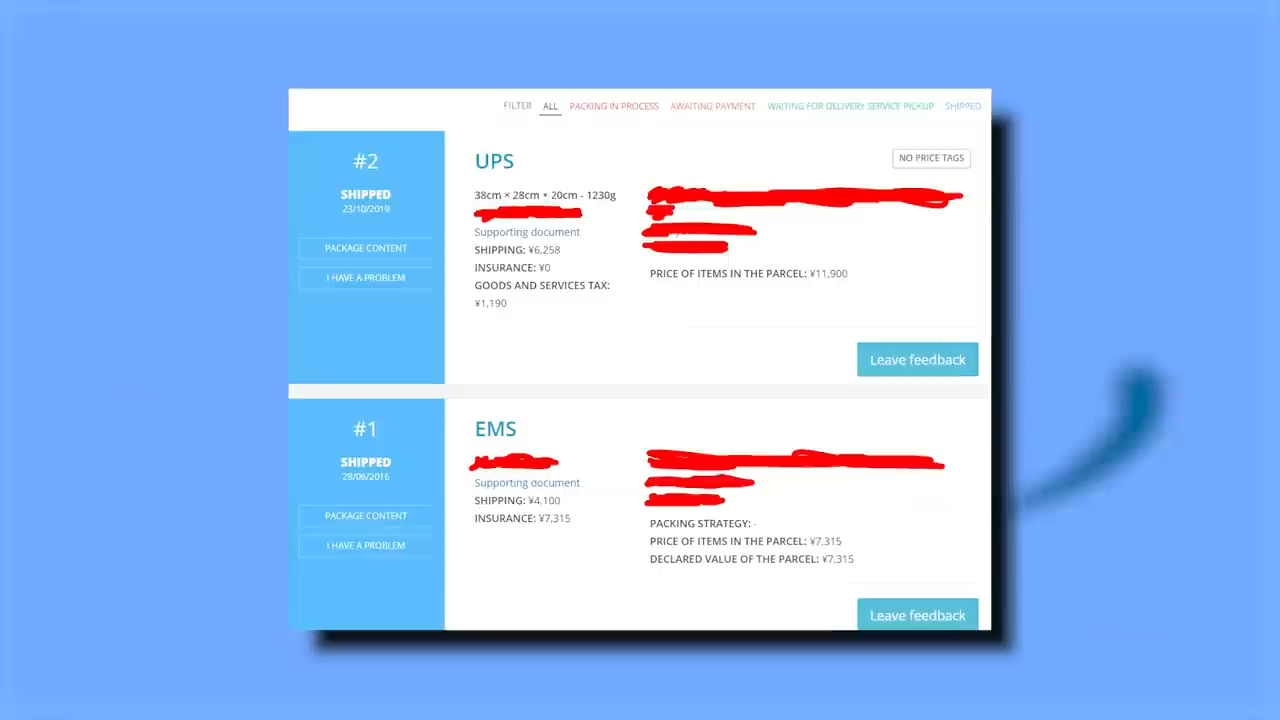 FILTER ALL PACKING IN PROCESS AWAITING PAYMENT WAITING FOR DELIVERY SERVICE PICKUP SHIPPED
#2
SHIPPED
23/10/2019
PACKAGE CONTENT
I HAVE A PROBLEM
UPS
NO PRICE TAGS
38cm × 28cm × 20cm - 1230g
Supporting document
SHIPPING: ¥6,258
INSURANCE: ¥0
GOODS AND SERVICES TAX:
¥1,190
PRICE OF ITEMS IN THE PARCEL: ¥11,900
Leave feedback
#1
SHIPPED
28/06/2016
PACKAGE CONTENT
I HAVE A PROBLEM
EMS
Supporting document
SHIPPING: ¥4,100
INSURANCE: ¥7,315
PACKING STRATEGY: -
PRICE OF ITEMS IN THE PARCEL: ¥7,315
DECLARED VALUE OF THE PARCEL: ¥7,315
Leave feedback